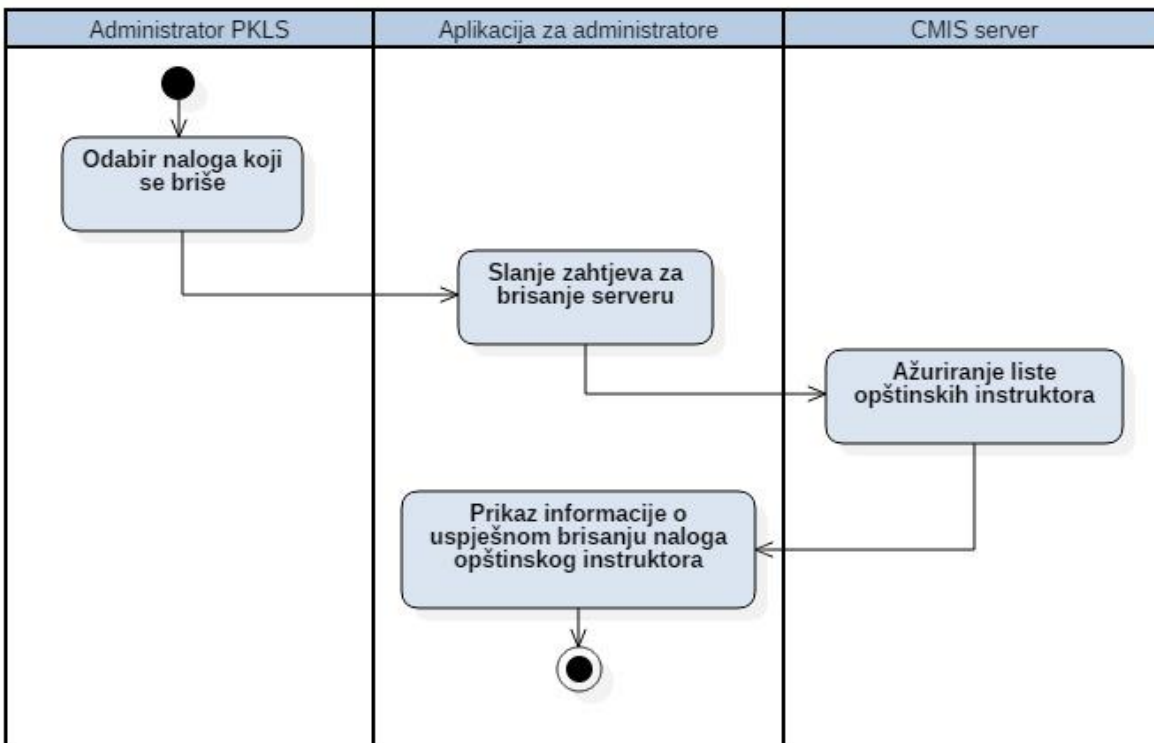 Administrator PKLS
Aplikacija za administratore
CMIS server
Odabir naloga koji
se briše
Slanje zahtjeva za
brisanje serveru
Ažuriranje liste
opštinskih instruktora
Prikaz informacije o
uspješnom brisanju naloga
opštinskog instruktora